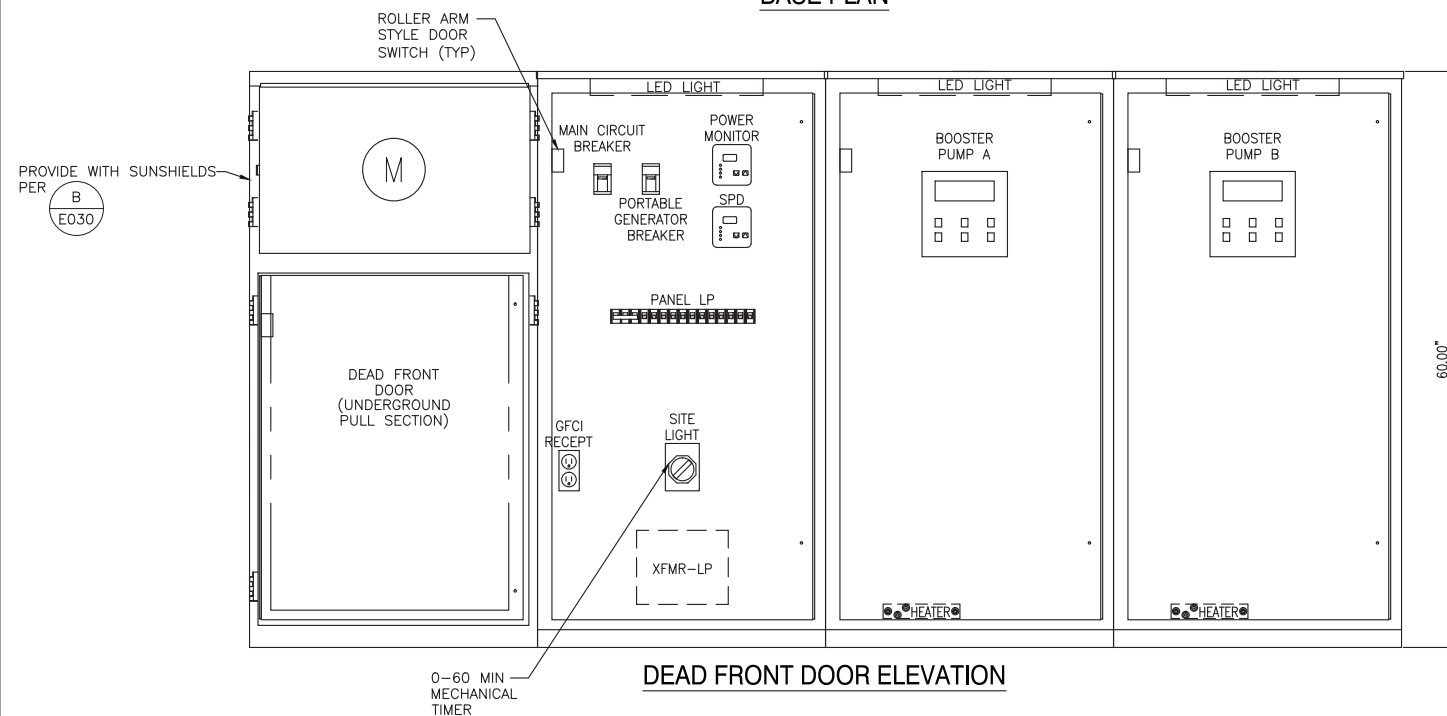 BASE PLAN
ROLLER ARM
STYLE DOOR
SWITCH (TYP)
LED LIGHT
LED LIGHT
LED LIGHT
MAIN CIRCUIT
BREAKER
POWER
MONITOR
BOOSTER
PUMP A
BOOSTER
PUMP B
PROVIDE WITH SUNSHIELDS
PER
B
E030
M
PORTABLE
GENERATOR
BREAKER
SPD
PANEL LP
60.00"
DEAD FRONT
DOOR
(UNDERGROUND
PULL SECTION)
GFCI
RECEPT
SITE
LIGHT
XFMR-LP
HEATER
HEATER
0-60 MIN
MECHANICAL
TIMER
DEAD FRONT DOOR ELEVATION